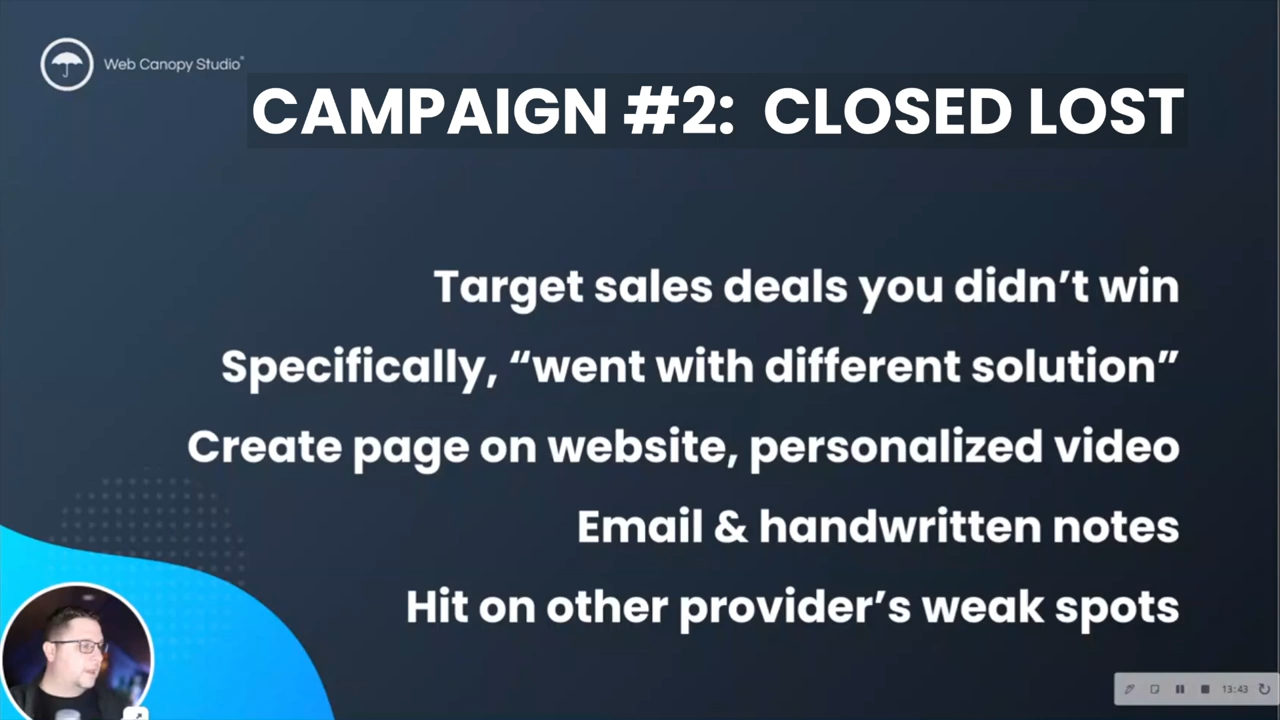 Web Canopy Studio®
CAMPAIGN #2: CLOSED LOST
Target sales deals you didn’t win
Specifically, “went with different solution”
Create page on website, personalized video
Email & handwritten notes
Hit on other provider’s weak spots
13:43